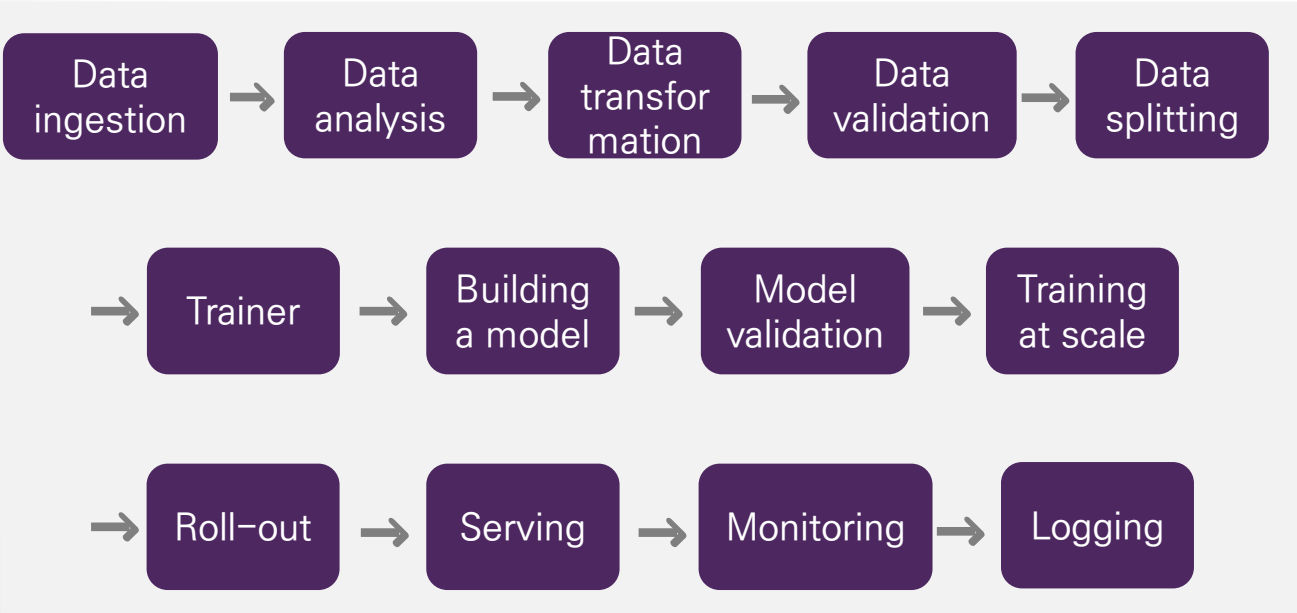 Data
ingestion
Data
analysis
Data
transfor
mation
Data
validation
Data
splitting
Trainer
Building
a model
Model
validation
Training
at scale
Roll-out
Serving
Monitoring
Logging